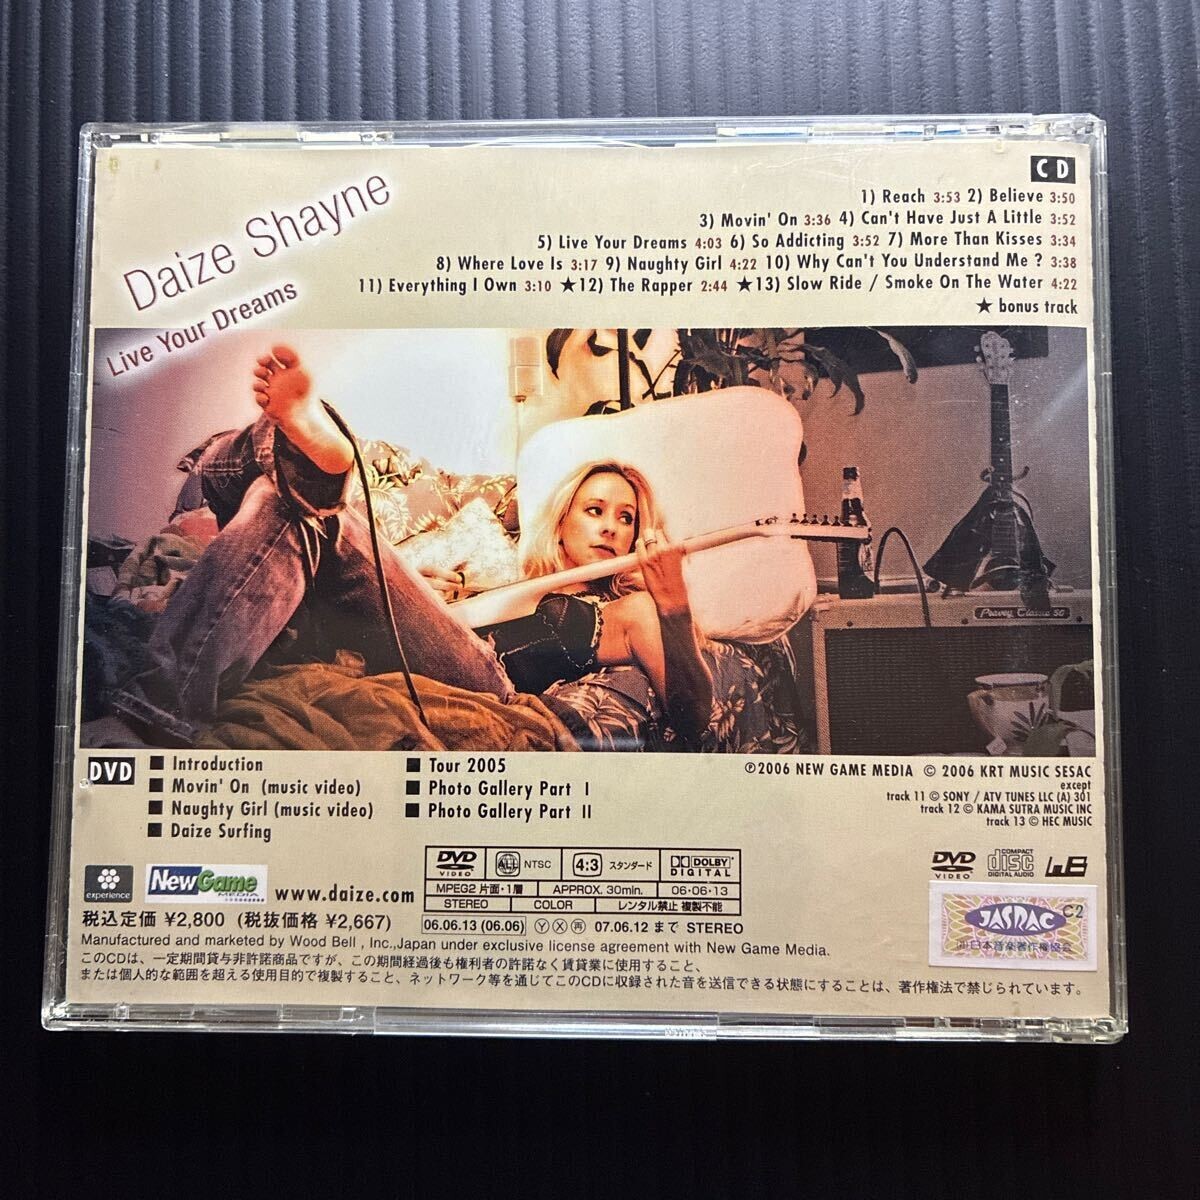 Daize Shayne
Live Your Dreams
CD
1) Reach 3:53 2) Believe 3:50
3) Movin' On 3:36 4) Can't Have Just A Little 3:52
5) Live Your Dreams 4:03 6) So Addicting 3:52 7) More Than Kisses 3:34
8) Where Love Is 3:17 9) Naughty Girl 4:22 10) Why Can't You Understand Me ? 3:38
11) Everything I Own 3:10 ★12) The Rapper 2:44 ★13) Slow Ride / Smoke On The Water 4:22
★ bonus track
Peavey Classic 50
DVD
■ Introduction
■ Movin' On (music video)
■ Naughty Girl (music video)
■ Daize Surfing
■ Tour 2005
■ Photo Gallery Part I
■ Photo Gallery Part II
℗2006 NEW GAME MEDIA © 2006 KRT MUSIC SESAC
except
track 11 © SONY / ATV TUNES LLC (A) 301
track 12 © KAMA SUTRA MUSIC INC
track 13 © HEC MUSIC
experience
NewGame
MEDIA
www.daize.com
DVD VIDEO
ALL NTSC
4:3 スタンダード
DOLBY DIGITAL
MPEG2 片面・1層
APPROX. 30min.
06・06・13
STEREO
COLOR
レンタル禁止 複製不能
DVD VIDEO
COMPACT disc DIGITAL AUDIO
税込定価 ¥2,800 (税抜価格 ¥2,667)
06.06.13 (06.06) Ⓨ Ⓧ ㊢ 07.06.12 まで STEREO
JASRAC
C2
日本音楽著作権協会
Manufactured and marketed by Wood Bell , Inc.,Japan under exclusive license agreement with New Game Media.
このCDは、一定期間貸与非許諾商品ですが、この期間経過後も権利者の許諾なく賃貸業に使用すること、
または個人的な範囲を超える使用目的で複製すること、ネットワーク等を通じてこのCDに収録された音を送信できる状態にすることは、著作権法で禁じられています。